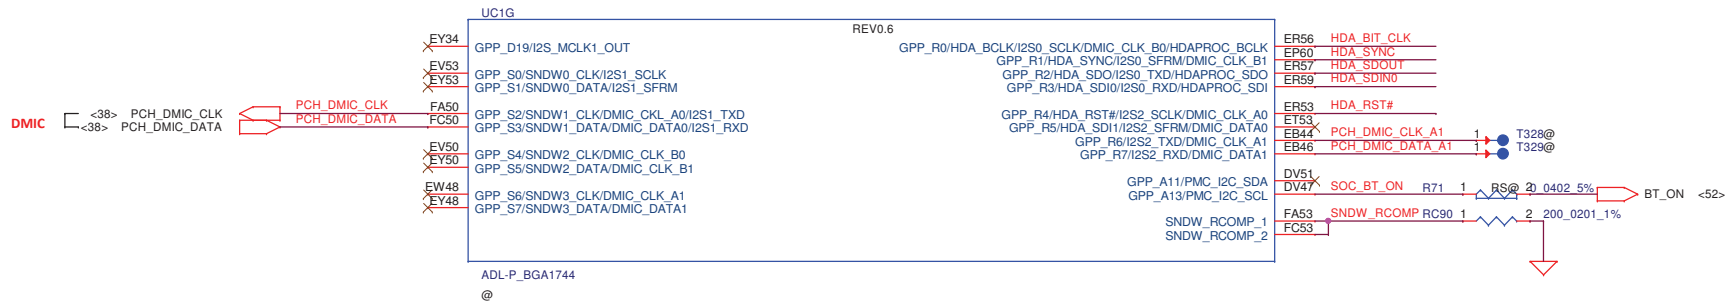 UC1G
REV0.6
EY34 GPP_D19/I2S_MCLK1_OUT
EV53 GPP_S0/SNDW0_CLK/I2S1_SCLK
EY53 GPP_S1/SNDW0_DATA/I2S1_SFRM
DMIC
<38> PCH_DMIC_CLK PCH_DMIC_CLK FA50 GPP_S2/SNDW1_CLK/DMIC_CKL_A0/I2S1_TXD
<38> PCH_DMIC_DATA PCH_DMIC_DATA FC50 GPP_S3/SNDW1_DATA/DMIC_DATA0/I2S1_RXD
EV50 GPP_S4/SNDW2_CLK/DMIC_CLK_B0
EY50 GPP_S5/SNDW2_DATA/DMIC_CLK_B1
EW48 GPP_S6/SNDW3_CLK/DMIC_CLK_A1
EY48 GPP_S7/SNDW3_DATA/DMIC_DATA1
GPP_R0/HDA_BCLK/I2S0_SCLK/DMIC_CLK_B0/HDAPROC_BCLK ER56 HDA_BIT_CLK
GPP_R1/HDA_SYNC/I2S0_SFRM/DMIC_CLK_B1 EP60 HDA_SYNC
GPP_R2/HDA_SDO/I2S0_TXD/HDAPROC_SDO ER57 HDA_SDOUT
GPP_R3/HDA_SDI0/I2S0_RXD/HDAPROC_SDI ER59 HDA_SDIN0
GPP_R4/HDA_RST#/I2S2_SCLK/DMIC_CLK_A0 ER53 HDA_RST#
GPP_R5/HDA_SDI1/I2S2_SFRM/DMIC_DATA0 ET53
GPP_R6/I2S2_TXD/DMIC_CLK_A1 EB44 PCH_DMIC_CLK_A1 1 T328@
GPP_R7/I2S2_RXD/DMIC_DATA1 EB46 PCH_DMIC_DATA_A1 1 T329@
GPP_A11/PMC_I2C_SDA DV51
GPP_A13/PMC_I2C_SCL DV47 SOC_BT_ON R71 1 RS@ 2 0_0402_5% BT_ON <52>
SNDW_RCOMP_1 FA53 SNDW_RCOMP RC90 1 2 200_0201_1%
SNDW_RCOMP_2 FC53
ADL-P_BGA1744
@